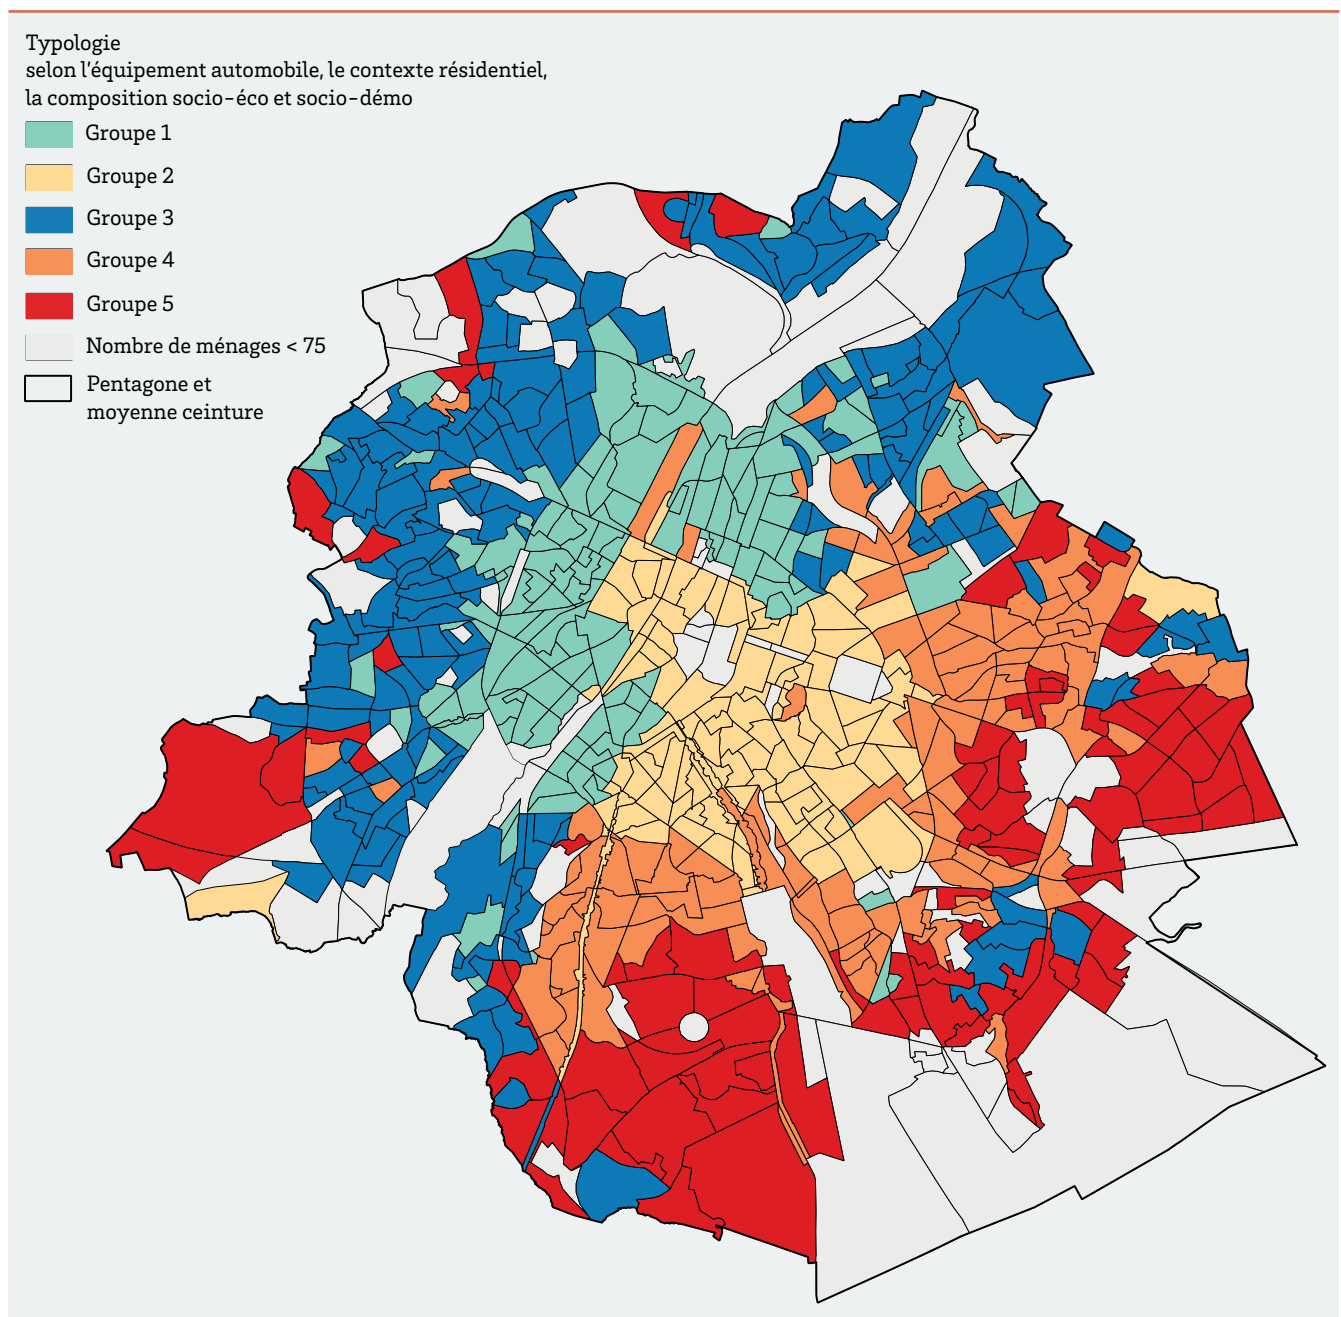 Typologie
selon l'équipement automobile, le contexte résidentiel,
la composition socio-éco et socio-démo
Groupe 1
Groupe 2
Groupe 3
Groupe 4
Groupe 5
Nombre de ménages < 75
Pentagone et
moyenne ceinture